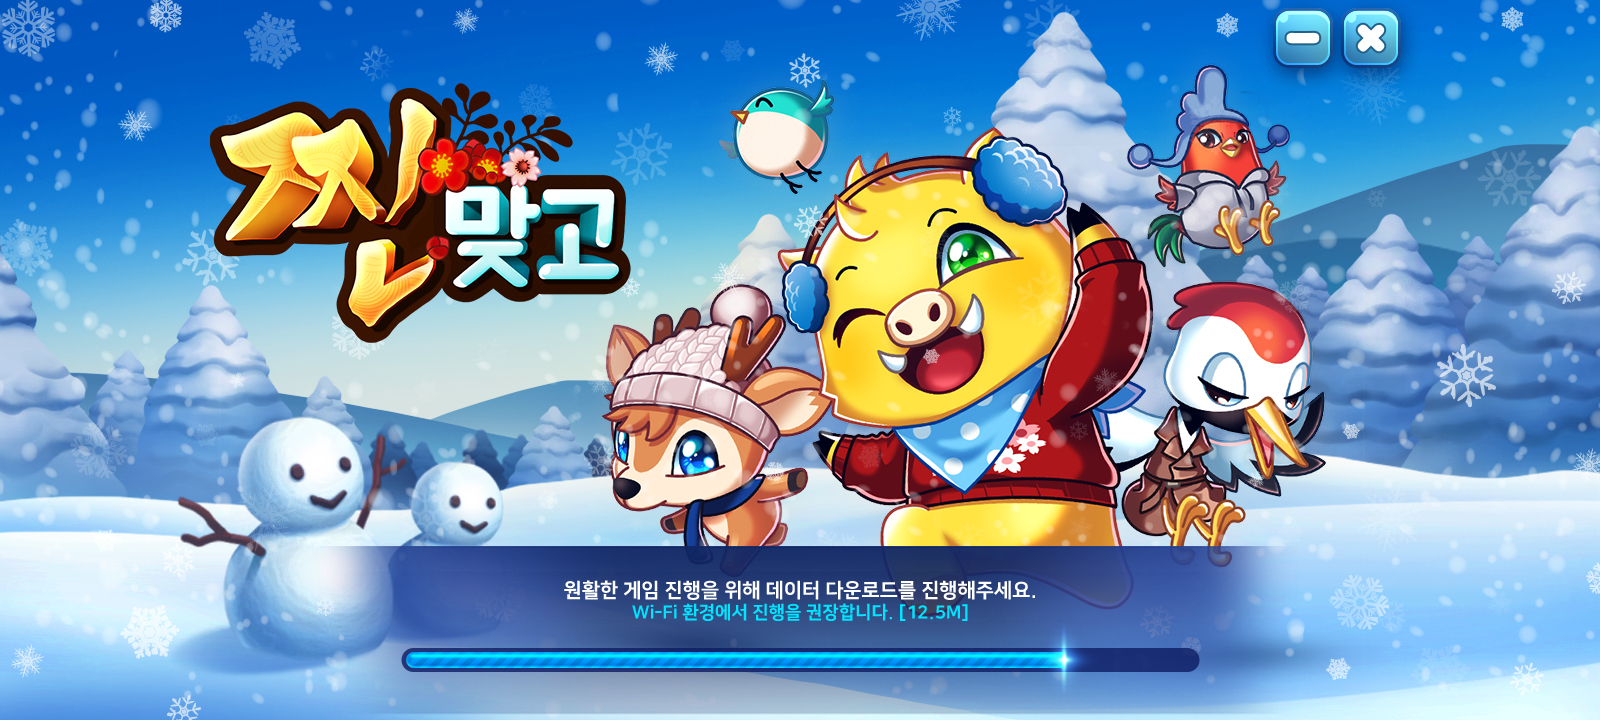 찐
맞고
원활한 게임 진행을 위해 데이터 다운로드를 진행해주세요.
Wi-Fi 환경에서 진행을 권장합니다. [12.5M]